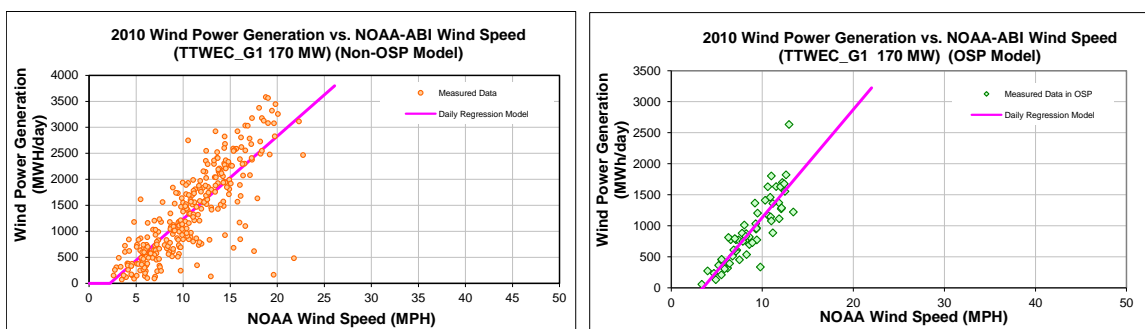 2010 Wind Power Generation vs. NOAA-ABI Wind Speed
(TTWEC_G1 170 MW) (Non-OSP Model)
4000
3500
3000
2500
2000
1500
1000
500
0
Wind Power Generation
(MWH/day)
Measured Data
Daily Regression Model
0 5 10 15 20 25 30 35 40 45 50
NOAA Wind Speed (MPH)
2010 Wind Power Generation vs. NOAA-ABI Wind Speed
(TTWEC_G1 170 MW) (OSP Model)
3500
3000
2500
2000
1500
1000
500
0
Wind Power Generation
(MWh/day)
Measured Data in OSP
Daily Regression Model
0 10 20 30 40 50
NOAA Wind Speed (MPH)